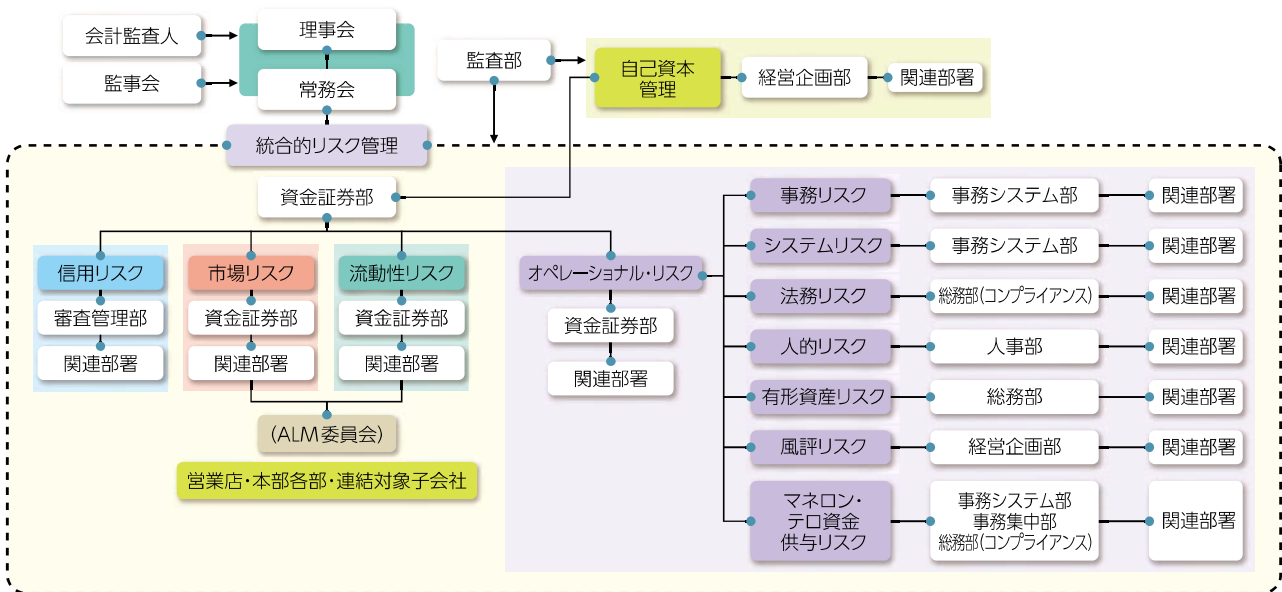 会計監査人
監事会
理事会
常務会
監査部
自己資本
管理
経営企画部
関連部署
統合的リスク管理
資金証券部
信用リスク
審査管理部
関連部署
市場リスク
資金証券部
関連部署
流動性リスク
資金証券部
関連部署
(ALM委員会)
営業店・本部各部・連結対象子会社
オペレーショナル・リスク
資金証券部
関連部署
事務リスク
事務システム部
関連部署
システムリスク
事務システム部
関連部署
法務リスク
総務部(コンプライアンス)
関連部署
人的リスク
人事部
関連部署
有形資産リスク
総務部
関連部署
風評リスク
経営企画部
関連部署
マネロン・
テロ資金
供与リスク
事務システム部
事務集中部
総務部(コンプライアンス)
関連部署